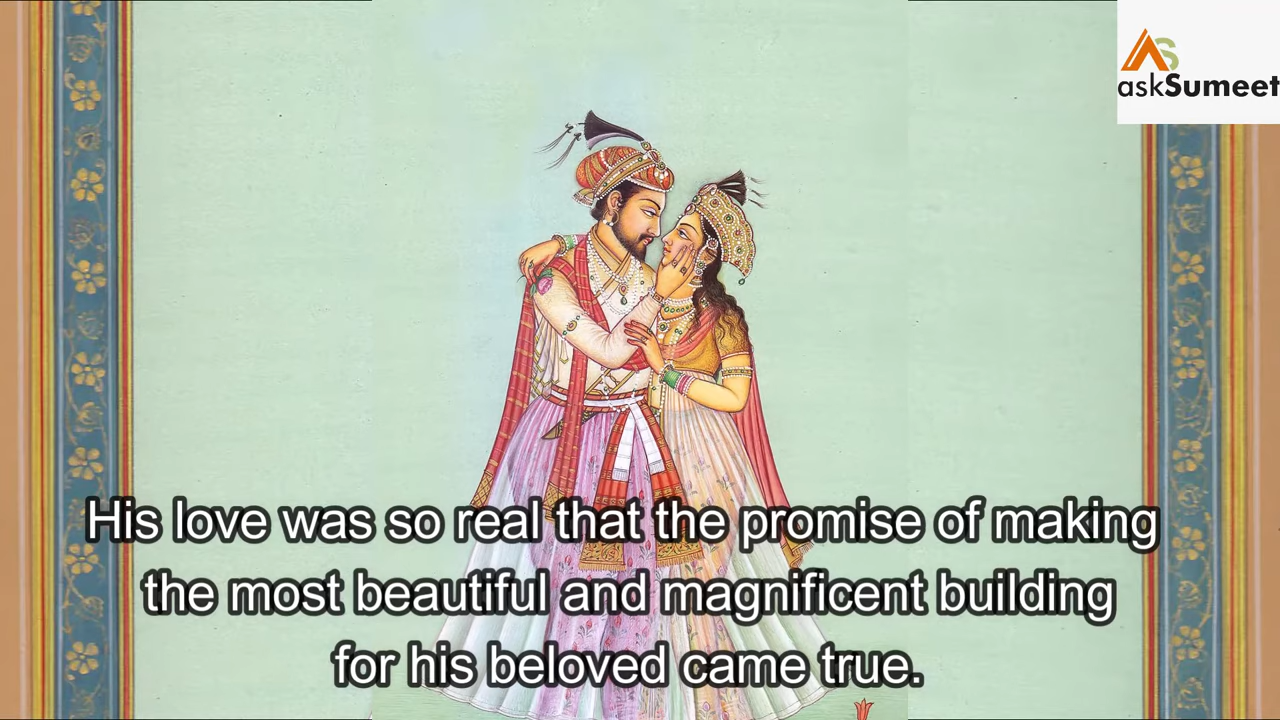 AS
askSumeet
His love was so real that the promise of making
the most beautiful and magnificent building
for his beloved came true.